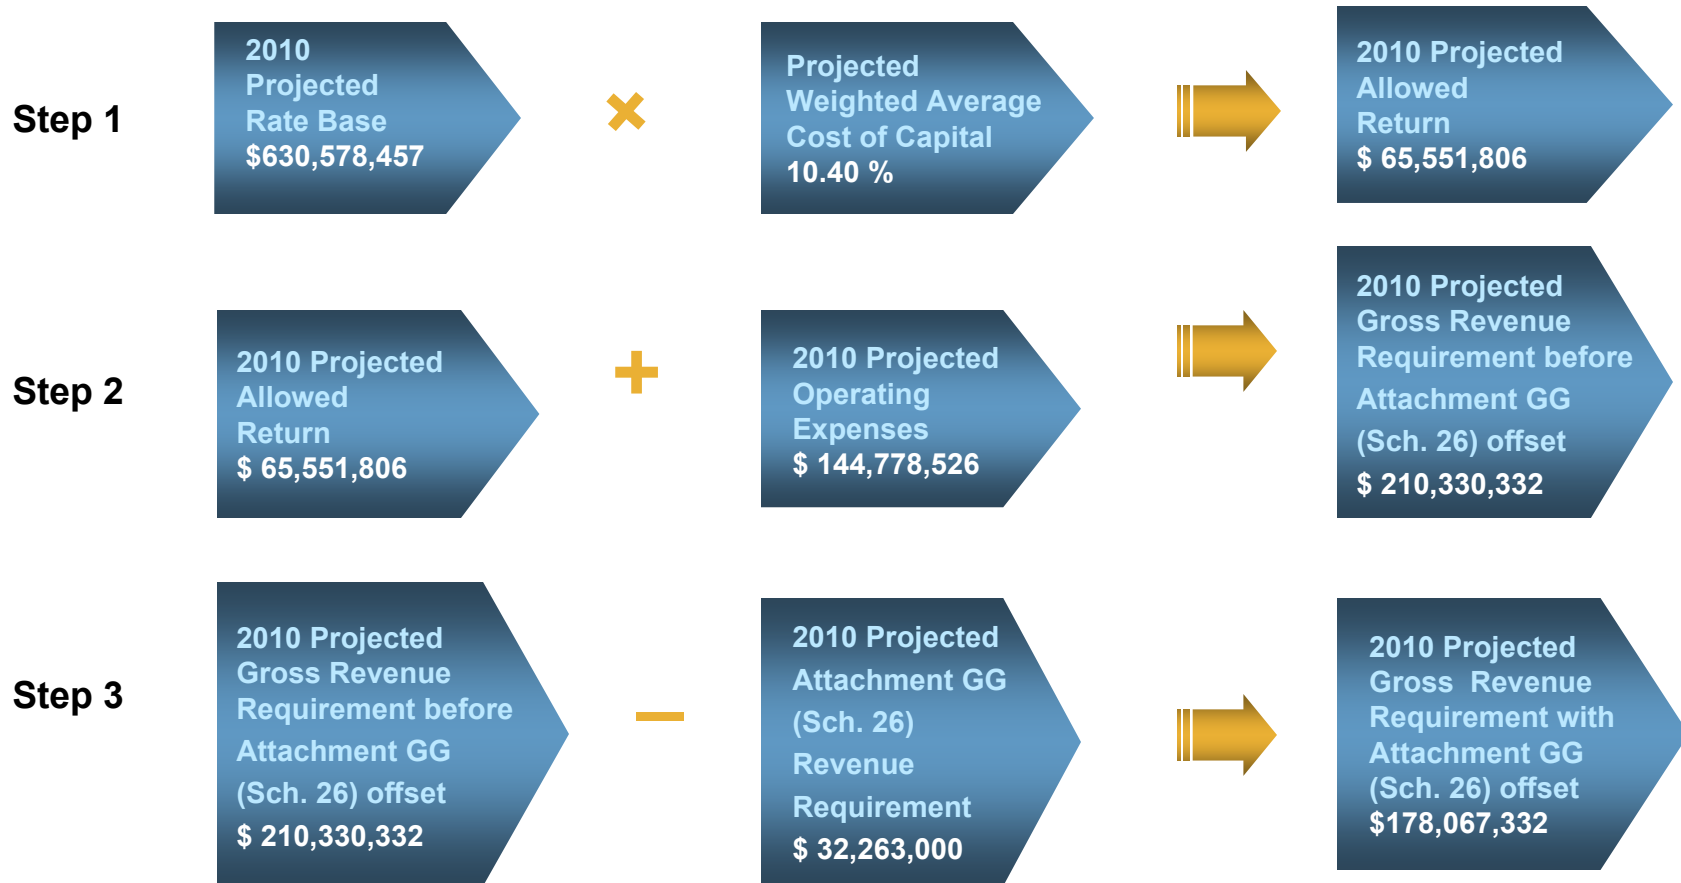 Step 1
2010
Projected
Rate Base
$630,578,457
×
Projected
Weighted Average
Cost of Capital
10.40 %
2010 Projected
Allowed
Return
$ 65,551,806
Step 2
2010 Projected
Allowed
Return
$ 65,551,806
+
2010 Projected
Operating
Expenses
$ 144,778,526
2010 Projected
Gross Revenue
Requirement before
Attachment GG
(Sch. 26) offset
$ 210,330,332
Step 3
2010 Projected
Gross Revenue
Requirement before
Attachment GG
(Sch. 26) offset
$ 210,330,332
−
2010 Projected
Attachment GG
(Sch. 26)
Revenue
Requirement
$ 32,263,000
2010 Projected
Gross  Revenue
Requirement with
Attachment GG
(Sch. 26) offset
$178,067,332